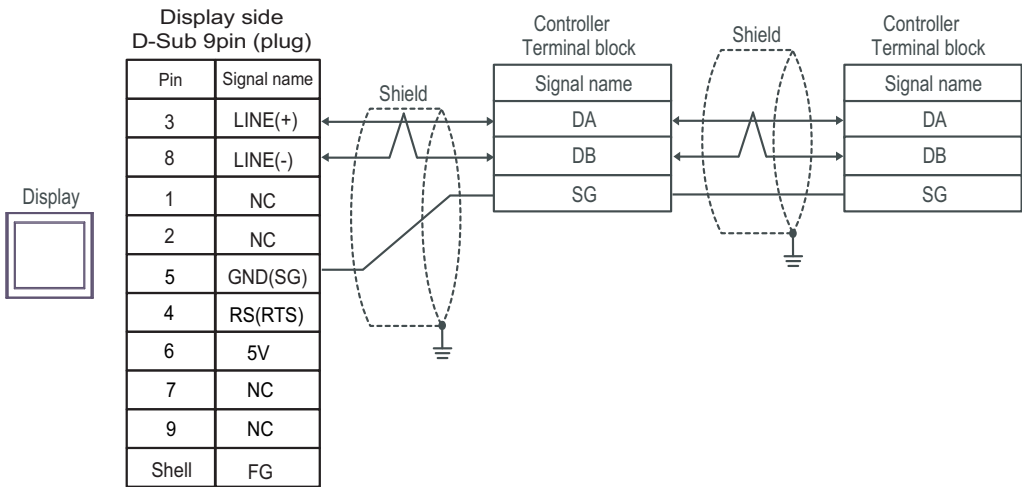 Display side
D-Sub 9pin (plug)
Pin Signal name
3 LINE(+)
8 LINE(-)
1 NC
2 NC
5 GND(SG)
4 RS(RTS)
6 5V
7 NC
9 NC
Shell FG
Display
Shield
Controller
Terminal block
Signal name
DA
DB
SG
Shield
Controller
Terminal block
Signal name
DA
DB
SG